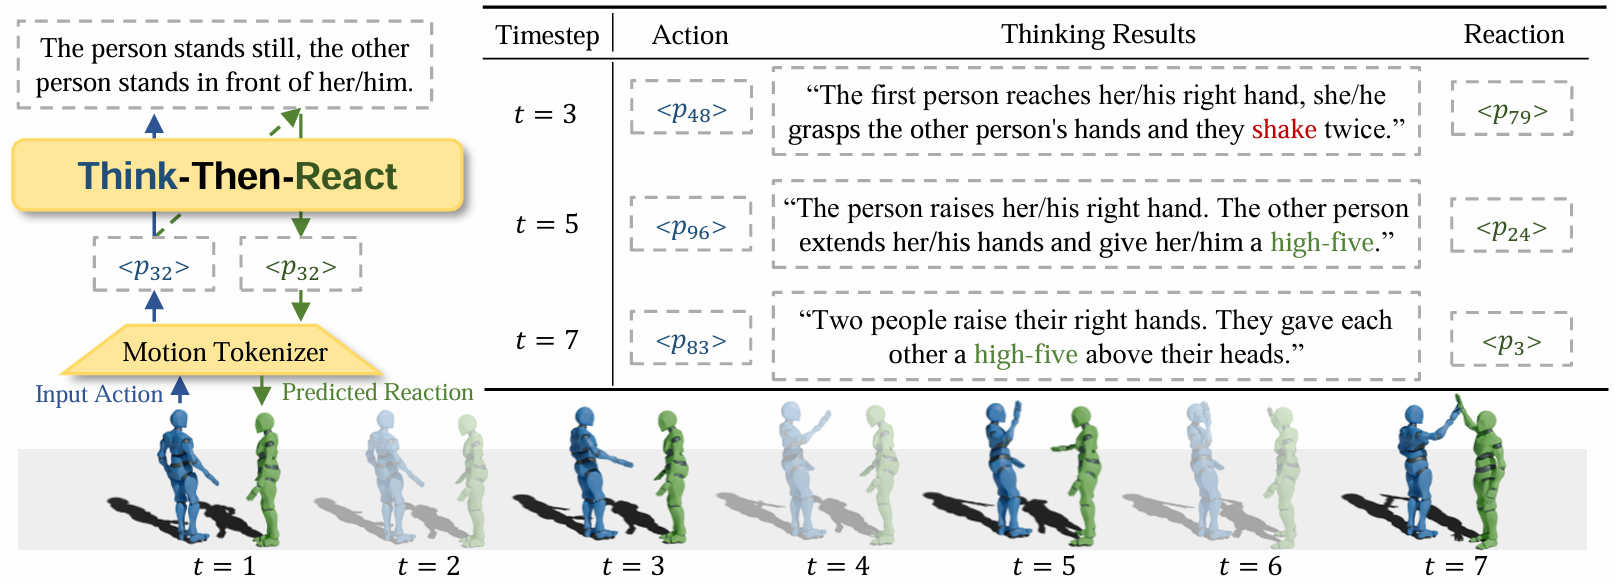 The person stands still, the other
person stands in front of her/him.
Think-Then-React
<p32>
<p32>
Motion Tokenizer
Input Action
Predicted Reaction
Timestep Action Thinking Results Reaction
t = 3
<p48>
“The first person reaches her/his right hand, she/he
grasps the other person's hands and they shake twice.”
<p79>
t = 5
<p96>
“The person raises her/his right hand. The other person
extends her/his hands and give her/him a high-five.”
<p24>
t = 7
<p83>
“Two people raise their right hands. They gave each
other a high-five above their heads.”
<p3>
t = 1
t = 2
t = 3
t = 4
t = 5
t = 6
t = 7